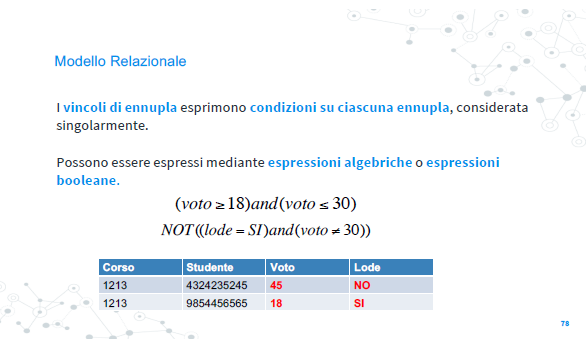 Modello Relazionale
I vincoli di ennupla esprimono condizioni su ciascuna ennupla, considerata
singolarmente.
Possono essere espressi mediante espressioni algebriche o espressioni
booleane.
(voto ≥ 18)and(voto ≤ 30)
NOT((lode = SI)and(voto ≠ 30))
Corso Studente Voto Lode
1213 4324235245 45 NO
1213 9854456565 18 SI
78